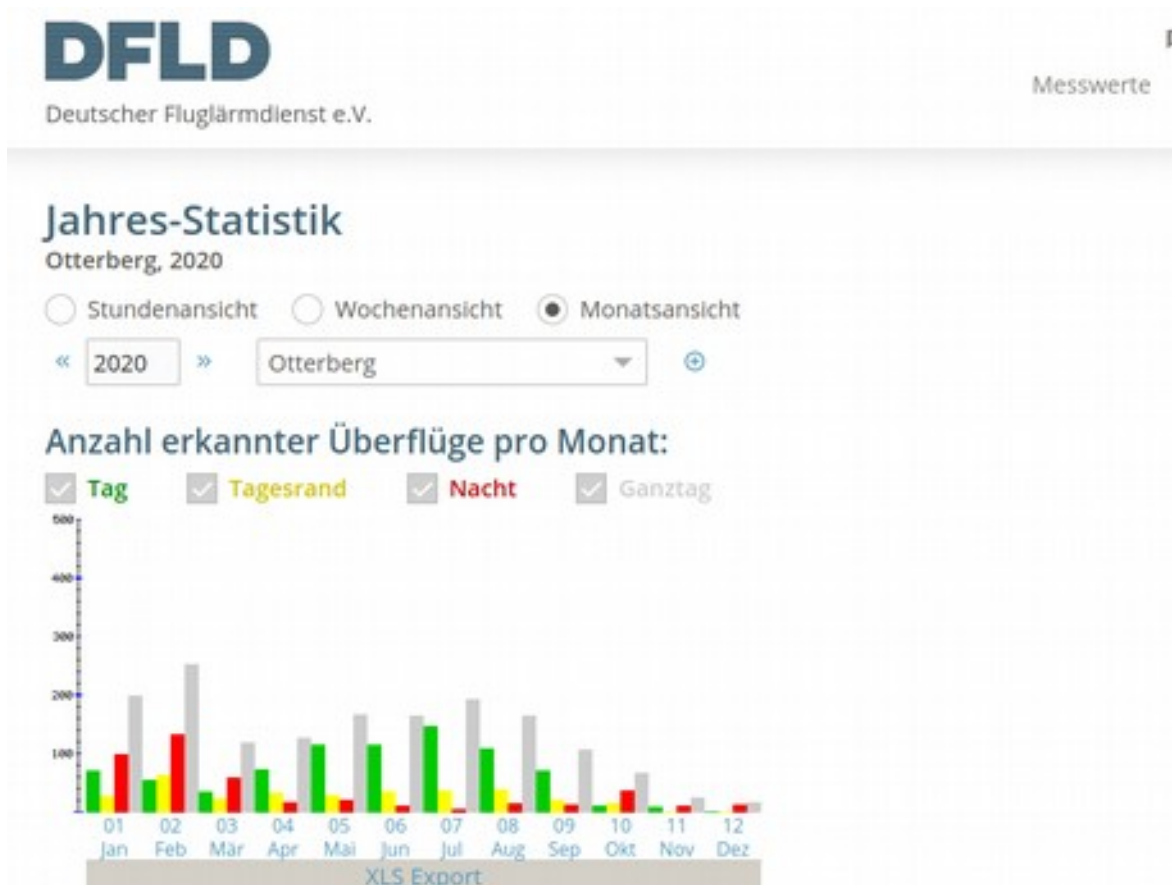 DFLD
Messwerte
Deutscher Fluglärmdienst e.V.
Jahres-Statistik
Otterberg, 2020
Stundenansicht Wochenansicht Monatsansicht
« 2020 » Otterberg
Anzahl erkannter Überflüge pro Monat:
Tag Tagesrand Nacht Ganztag
500
400
300
200
100
01 02 03 04 05 06 07 08 09 10 11 12
Jan Feb Mär Apr Mai Jun Jul Aug Sep Okt Nov Dez
XLS Export